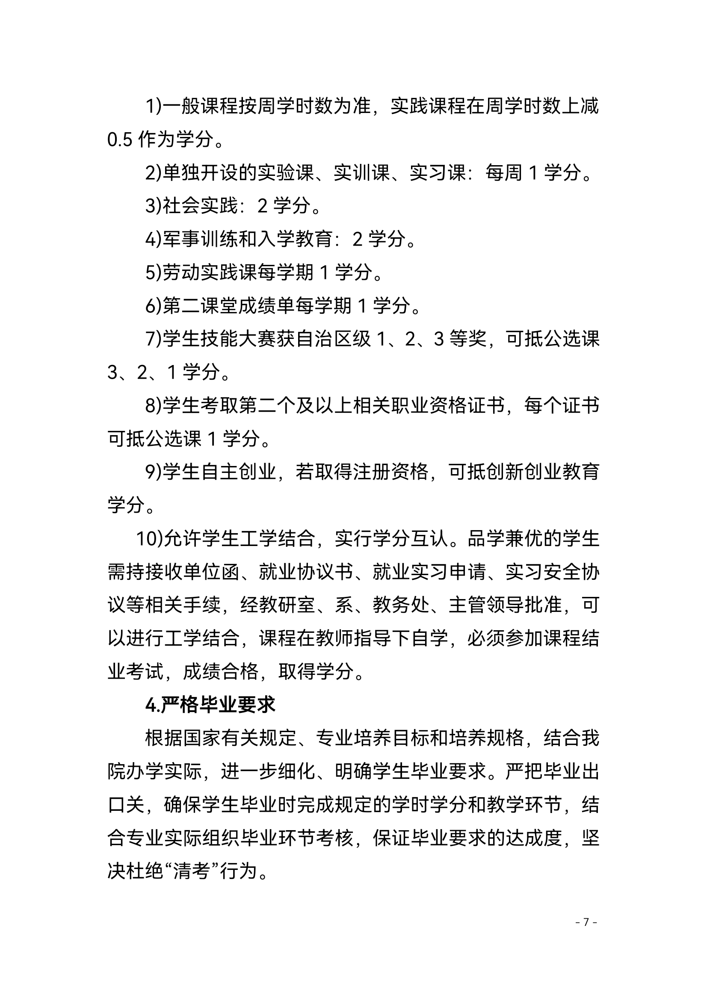 1)一般课程按周学时数为准，实践课程在周学时数上减
0.5 作为学分。
2)单独开设的实验课、实训课、实习课：每周 1 学分。
3)社会实践：2 学分。
4)军事训练和入学教育：2 学分。
5)劳动实践课每学期 1 学分。
6)第二课堂成绩单每学期 1 学分。
7)学生技能大赛获自治区级 1、2、3 等奖，可抵公选课
3、2、1 学分。
8)学生考取第二个及以上相关职业资格证书，每个证书
可抵公选课 1 学分。
9)学生自主创业，若取得注册资格，可抵创新创业教育
学分。
10)允许学生工学结合，实行学分互认。品学兼优的学生
需持接收单位函、就业协议书、就业实习申请、实习安全协
议等相关手续，经教研室、系、教务处、主管领导批准，可
以进行工学结合，课程在教师指导下自学，必须参加课程结
业考试，成绩合格，取得学分。
4.严格毕业要求
根据国家有关规定、专业培养目标和培养规格，结合我
院办学实际，进一步细化、明确学生毕业要求。严把毕业出
口关，确保学生毕业时完成规定的学时学分和教学环节，结
合专业实际组织毕业环节考核，保证毕业要求的达成度，坚
决杜绝“清考”行为。
- 7 -